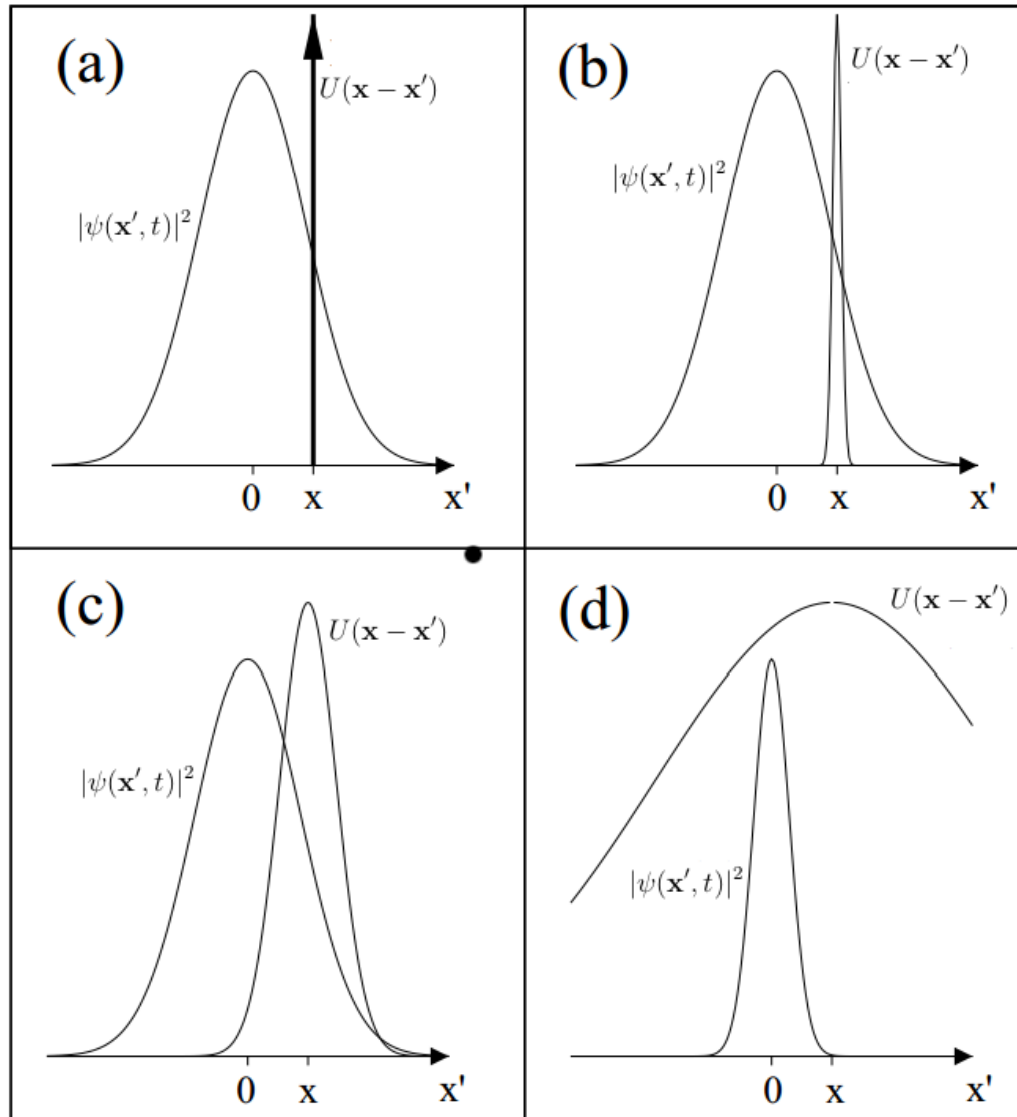 (a)
U(x − x′)
|ψ(x′, t)|²
0 x x'
(b)
U(x − x′)
|ψ(x′, t)|²
0 x x'
(c)
U(x − x′)
|ψ(x′, t)|²
0 x x'
(d)
U(x − x′)
|ψ(x′, t)|²
0 x x'